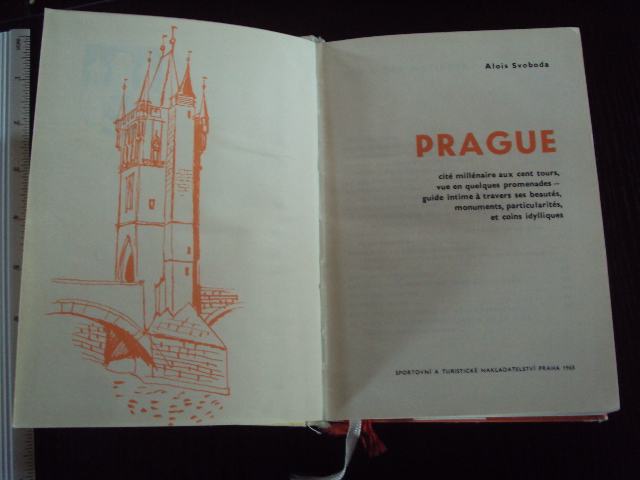 Alois Svoboda
PRAGUE
cité millénaire aux cent tours,
vue en quelques promenades —
guide intime à travers ses beautés,
monuments, particularités,
et coins idylliques
SPORTOVNÍ A TURISTICKÉ NAKLADATELSTVÍ PRAHA 1965